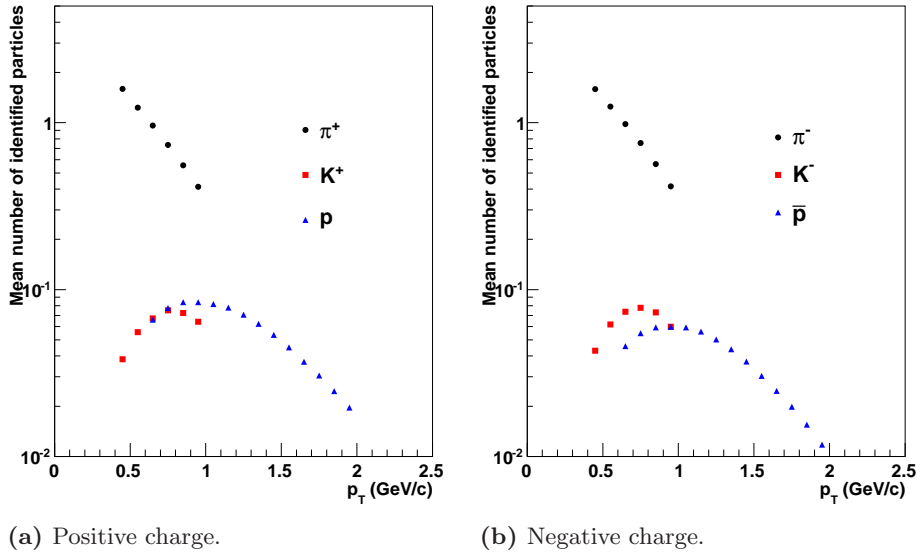 Mean number of identified particles
1
10⁻¹
10⁻²
π⁺
K⁺
p
0 0.5 1 1.5 2 2.5
p_T (GeV/c)
(a) Positive charge.
Mean number of identified particles
1
10⁻¹
10⁻²
π⁻
K⁻
p̅
0 0.5 1 1.5 2 2.5
p_T (GeV/c)
(b) Negative charge.